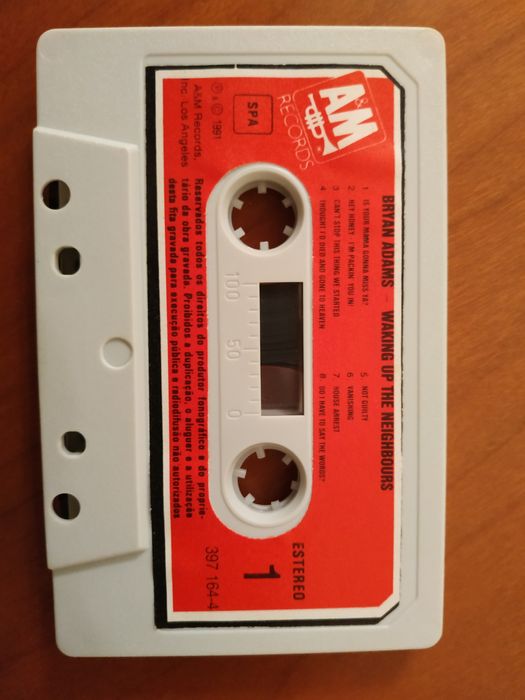 A&M
RECORDS
BRYAN ADAMS – WAKING UP THE NEIGHBOURS
1. IS YOUR MAMA GONNA MISS YA?
2. HEY HONEY - I'M PACKIN' YOU IN!
3. CAN'T STOP THIS THING WE STARTED
4. THOUGHT I'D DIED AND GONE TO HEAVEN
5. NOT GUILTY
6. VANISHING
7. HOUSE ARREST
8. DO I HAVE TO SAY THE WORDS?
SPA
ESTEREO
1
100 50 0
℗ & © 1991
A&M Records,
Inc. Los Angeles
397 164-4
Reservados todos os direitos do produtor fonográfico e do proprie-
tário da obra gravada. Proibidos a duplicação, o aluguer e a utilização
desta fita gravada para execução pública e radiodifusão não autorizados